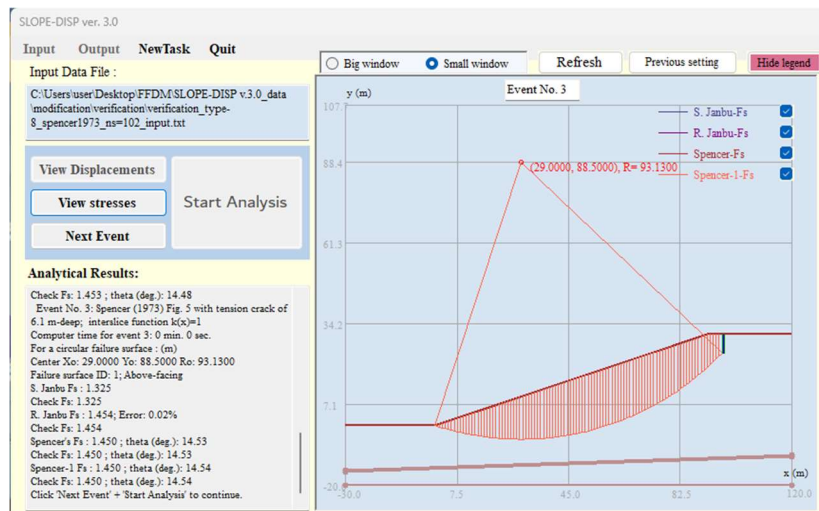 SLOPE-DISP ver. 3.0
Input Output NewTask Quit
Input Data File :
C:\Users\user\Desktop\FFDM\SLOPE-DISP v.3.0_data
\modification\verification\verification_type-
8_spencer1973_ns=102_input.txt
View Displacements
View stresses
Next Event
Start Analysis
Analytical Results:
Check Fs: 1.453 ; theta (deg.): 14.48
Event No. 3: Spencer (1973) Fig. 5 with tension crack of
6.1 m-deep; interslice function k(x)=1
Computer time for event 3: 0 min. 0 sec.
For a circular failure surface : (m)
Center Xo: 29.0000 Yo: 88.5000 Ro: 93.1300
Failure surface ID: 1; Above-facing
S. Janbu Fs : 1.325
Check Fs: 1.325
R. Janbu Fs : 1.454; Error: 0.02%
Check Fs: 1.454
Spencer's Fs: 1.450 ; theta (deg.): 14.53
Check Fs: 1.450 ; theta (deg.): 14.53
Spencer-1 Fs : 1.450 ; theta (deg.): 14.54
Check Fs: 1.450 ; theta (deg.): 14.54
Click 'Next Event' + 'Start Analysis' to continue.
Big window Small window Refresh Previous setting Hide legend
y (m)
Event No. 3
107.7
S. Janbu-Fs
R. Janbu-Fs
Spencer-Fs
Spencer-1-Fs
88.4
(29.0000, 88.5000), R= 93.1300
61.3
34.2
7.1
x (m)
-20
-30.0 7.5 45.0 82.5 120.0